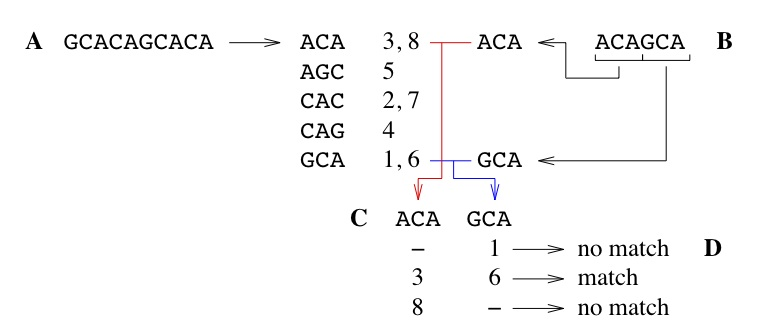 A GCACAGCACA ACA 3,8 ACA ACAGCA B
AGC 5
CAC 2,7
CAG 4
GCA 1,6 GCA
C ACA GCA
– 1 no match D
3 6 match
8 – no match